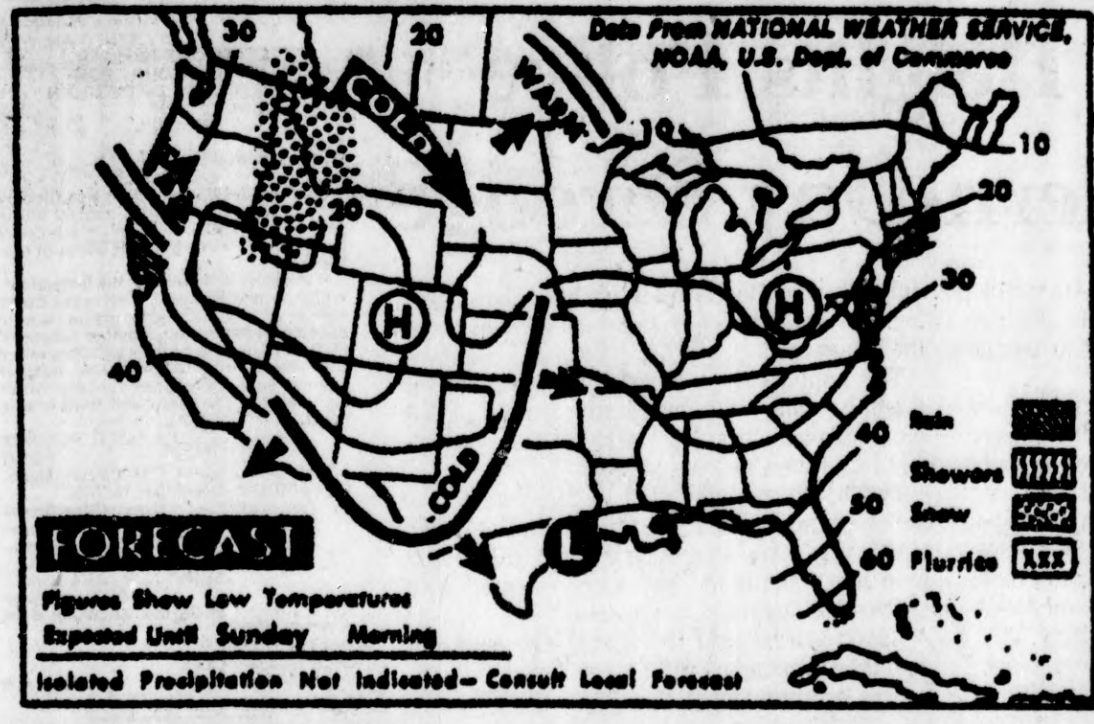 Data From NATIONAL WEATHER SERVICE,
NOAA, U.S. Dept. of Commerce
30
20
COLD
WARM
10
10
20
20
30
H
H
40
COLD
40
Rain
Showers
50
Snow
L
60
Flurries
XXX
FORECAST
Figures Show Low Temperatures
Expected Until Sunday Morning
Isolated Precipitation Not Indicated— Consult Local Forecast